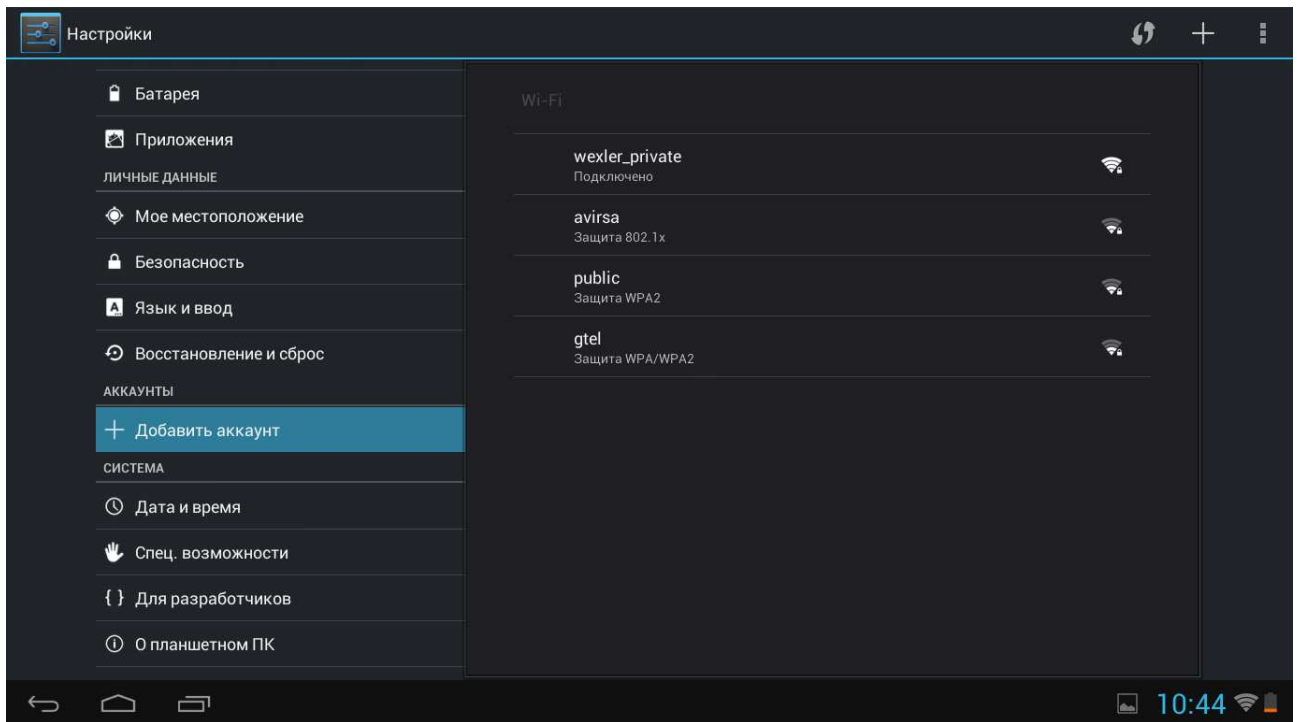 Настройки
Батарея
Приложения
ЛИЧНЫЕ ДАННЫЕ
Мое местоположение
Безопасность
Язык и ввод
Восстановление и сброс
АККАУНТЫ
Добавить аккаунт
СИСТЕМА
Дата и время
Спец. возможности
{ } Для разработчиков
О планшетном ПК
Wi-Fi
wexler_private
Подключено
avirsa
Защита 802.1x
public
Защита WPA2
gtel
Защита WPA/WPA2
10:44